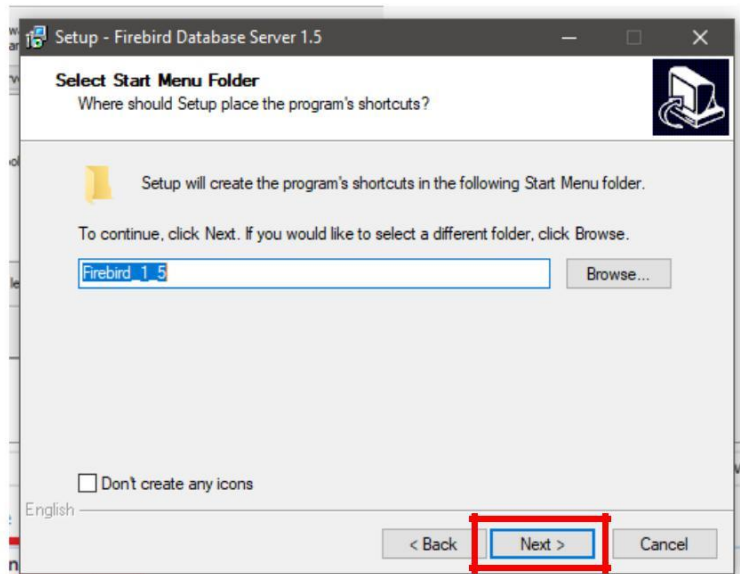 Setup - Firebird Database Server 1.5
Select Start Menu Folder
Where should Setup place the program's shortcuts?
Setup will create the program's shortcuts in the following Start Menu folder.
To continue, click Next. If you would like to select a different folder, click Browse.
Firebird_1_5
Browse...
Don't create any icons
English
< Back
Next >
Cancel